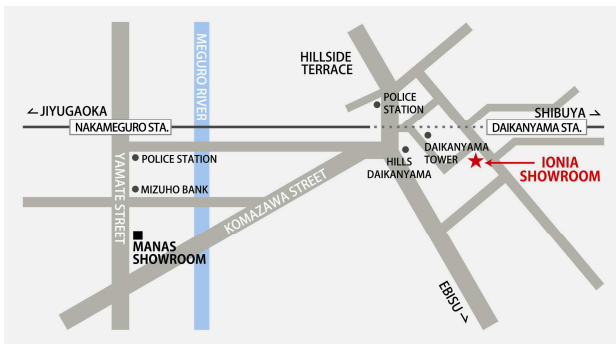 HILLSIDE
TERRACE
POLICE
STATION
← JIYUGAOKA
SHIBUYA →
NAKAMEGURO STA.
DAIKANYAMA STA.
MEGURO RIVER
YAMATE STREET
POLICE STATION
MIZUHO BANK
MANAS
SHOWROOM
KOMAZAWA STREET
HILLS
DAIKANYAMA
DAIKANYAMA
TOWER
IONIA
SHOWROOM
EBISU →